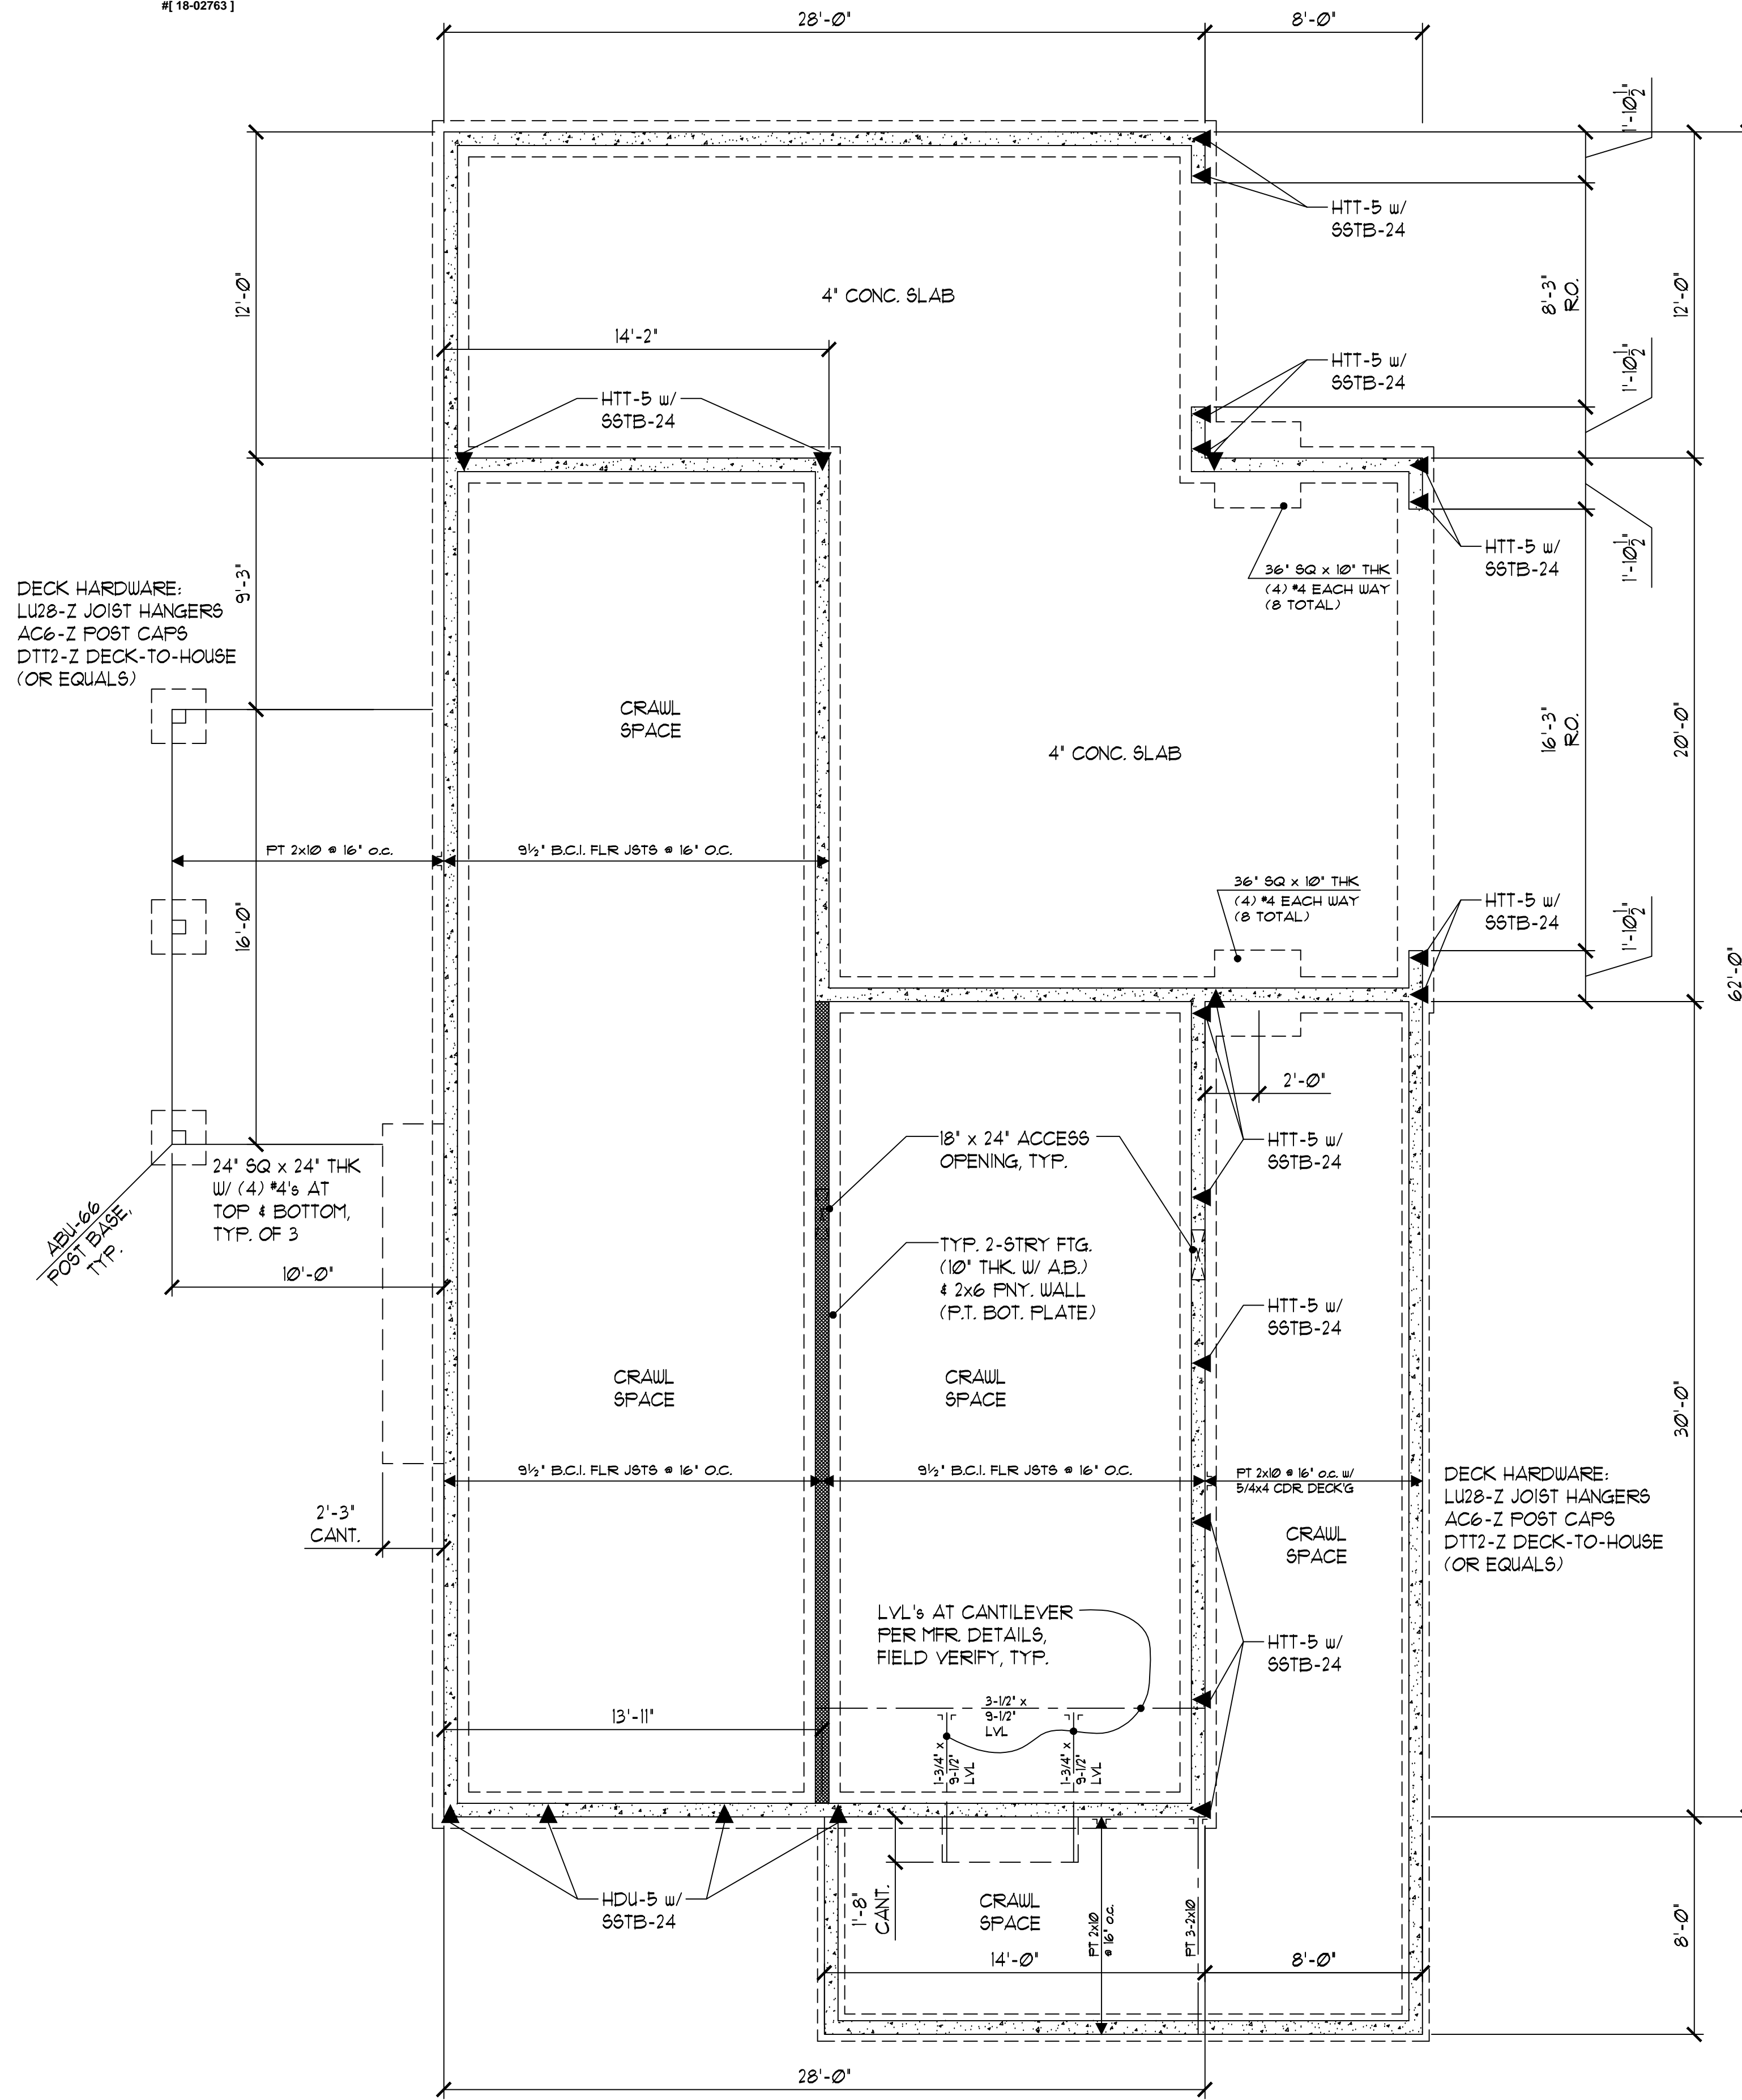 #[ 18-02763 ]
28'-0"
8'-0"
1'-10 1/2"
HTT-5 w/
SSTB-24
12'-0"
4" CONC. SLAB
8'-3"
R.O.
12'-0"
14'-2"
HTT-5 w/
SSTB-24
1'-10 1/2"
HTT-5 w/
SSTB-24
HTT-5 w/
SSTB-24
1'-10 1/2"
36" SQ x 10" THK
(4) #4 EACH WAY
(8 TOTAL)
9'-3"
DECK HARDWARE:
LU28-Z JOIST HANGERS
AC6-Z POST CAPS
DTT2-Z DECK-TO-HOUSE
(OR EQUALS)
CRAWL
SPACE
4" CONC. SLAB
16'-3"
R.O.
20'-0"
PT 2x10 @ 16" o.c.
9½" B.C.I. FLR JSTS @ 16" O.C.
36" SQ x 10" THK
(4) #4 EACH WAY
(8 TOTAL)
HTT-5 w/
SSTB-24
16'-0"
1'-10 1/2"
62'-0"
2'-0"
18" x 24" ACCESS
OPENING, TYP.
HTT-5 w/
SSTB-24
24" SQ x 24" THK
W/ (4) #4's AT
TOP & BOTTOM,
TYP. OF 3
ABU-66
POST BASE,
TYP.
10'-0"
TYP. 2-STRY FTG.
(10" THK. W/ A.B.)
& 2x6 PNY. WALL
(P.T. BOT. PLATE)
HTT-5 w/
SSTB-24
CRAWL
SPACE
CRAWL
SPACE
30'-0"
9½" B.C.I. FLR JSTS @ 16" O.C.
9½" B.C.I. FLR JSTS @ 16" O.C.
PT 2x10 @ 16" o.c. w/
5/4x4 CDR. DECK'G
DECK HARDWARE:
LU28-Z JOIST HANGERS
AC6-Z POST CAPS
DTT2-Z DECK-TO-HOUSE
(OR EQUALS)
2'-3"
CANT.
CRAWL
SPACE
LVL's AT CANTILEVER
PER MFR. DETAILS,
FIELD VERIFY, TYP.
HTT-5 w/
SSTB-24
13'-11"
3-1/2" x
9-1/2"
LVL
1-3/4" x
9-1/2"
LVL
1-3/4" x
9-1/2"
LVL
HDU-5 w/
SSTB-24
1'-8"
CANT.
CRAWL
SPACE
PT 2x10
@ 16" o.c.
PT 3-2x10
14'-0"
8'-0"
8'-0"
28'-0"